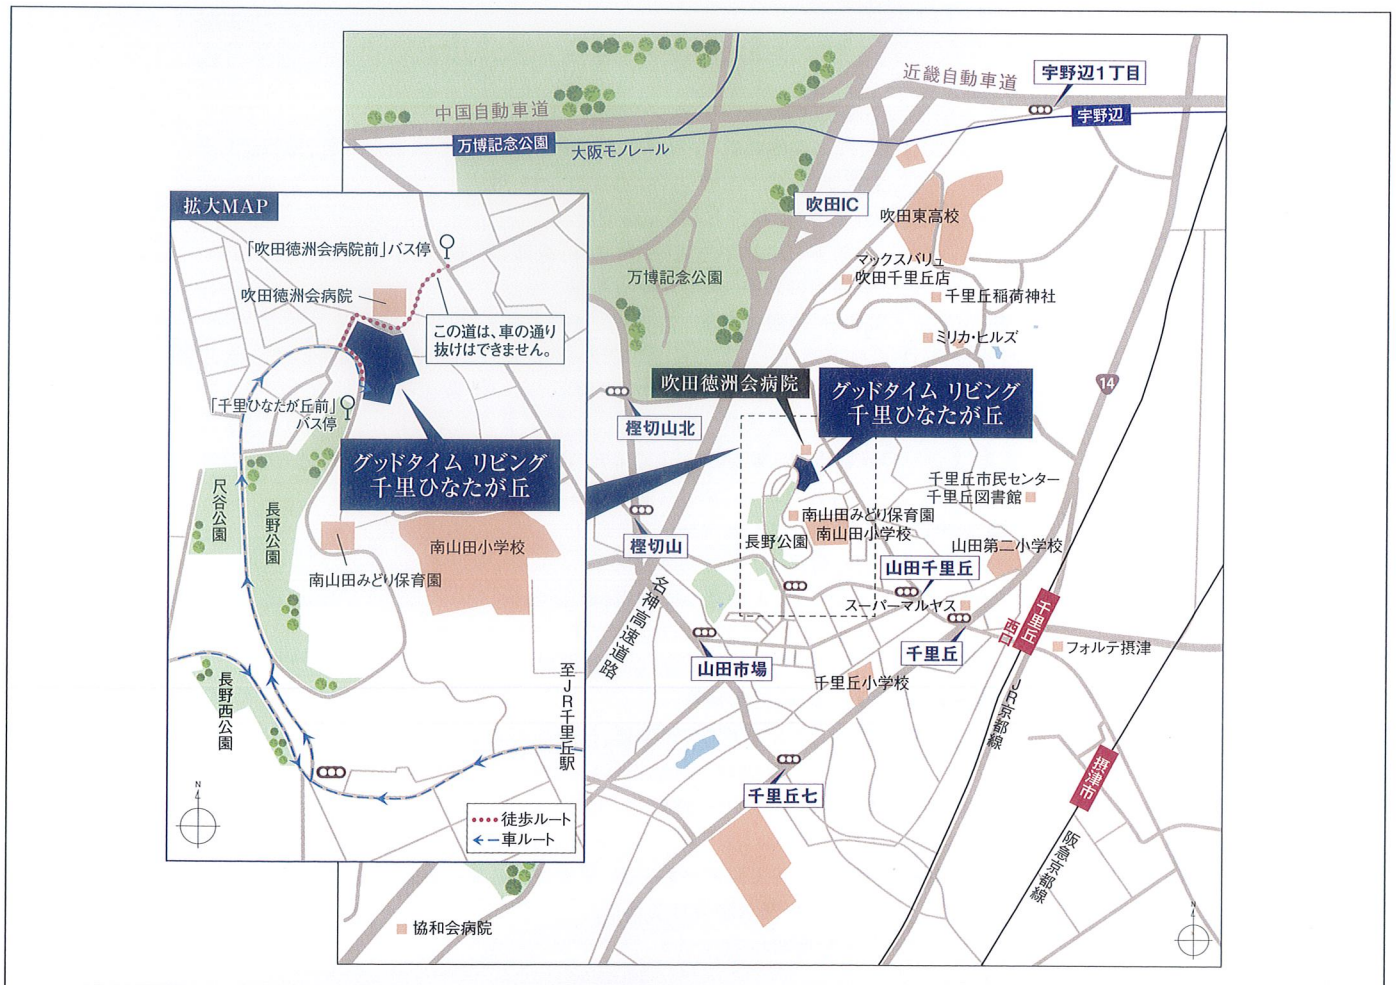 近畿自動車道
宇野辺1丁目
中国自動車道
宇野辺
万博記念公園
大阪モノレール
拡大MAP
吹田IC
吹田東高校
「吹田徳洲会病院前」バス停
マックスバリュ
吹田千里丘店
万博記念公園
千里丘稲荷神社
吹田徳洲会病院
この道は、車の通り
抜けはできません。
ミリカ・ヒルズ
吹田徳洲会病院
グッドタイム リビング
千里ひなたが丘
14
「千里ひなたが丘前」
バス停
樫切山北
グッドタイム リビング
千里ひなたが丘
千里丘市民センター
千里丘図書館
尺谷公園
長野公園
南山田みどり保育園
南山田小学校
長野公園
樫切山
南山田小学校
山田第二小学校
山田千里丘
南山田みどり保育園
名神高速道路
スーパーマルヤス
千里丘
西口
千里丘
フォルテ摂津
山田市場
千里丘小学校
長野西公園
至JR千里丘駅
JR京都線
摂津市
千里丘七
N
徒歩ルート
車ルート
阪急京都線
協和会病院
N